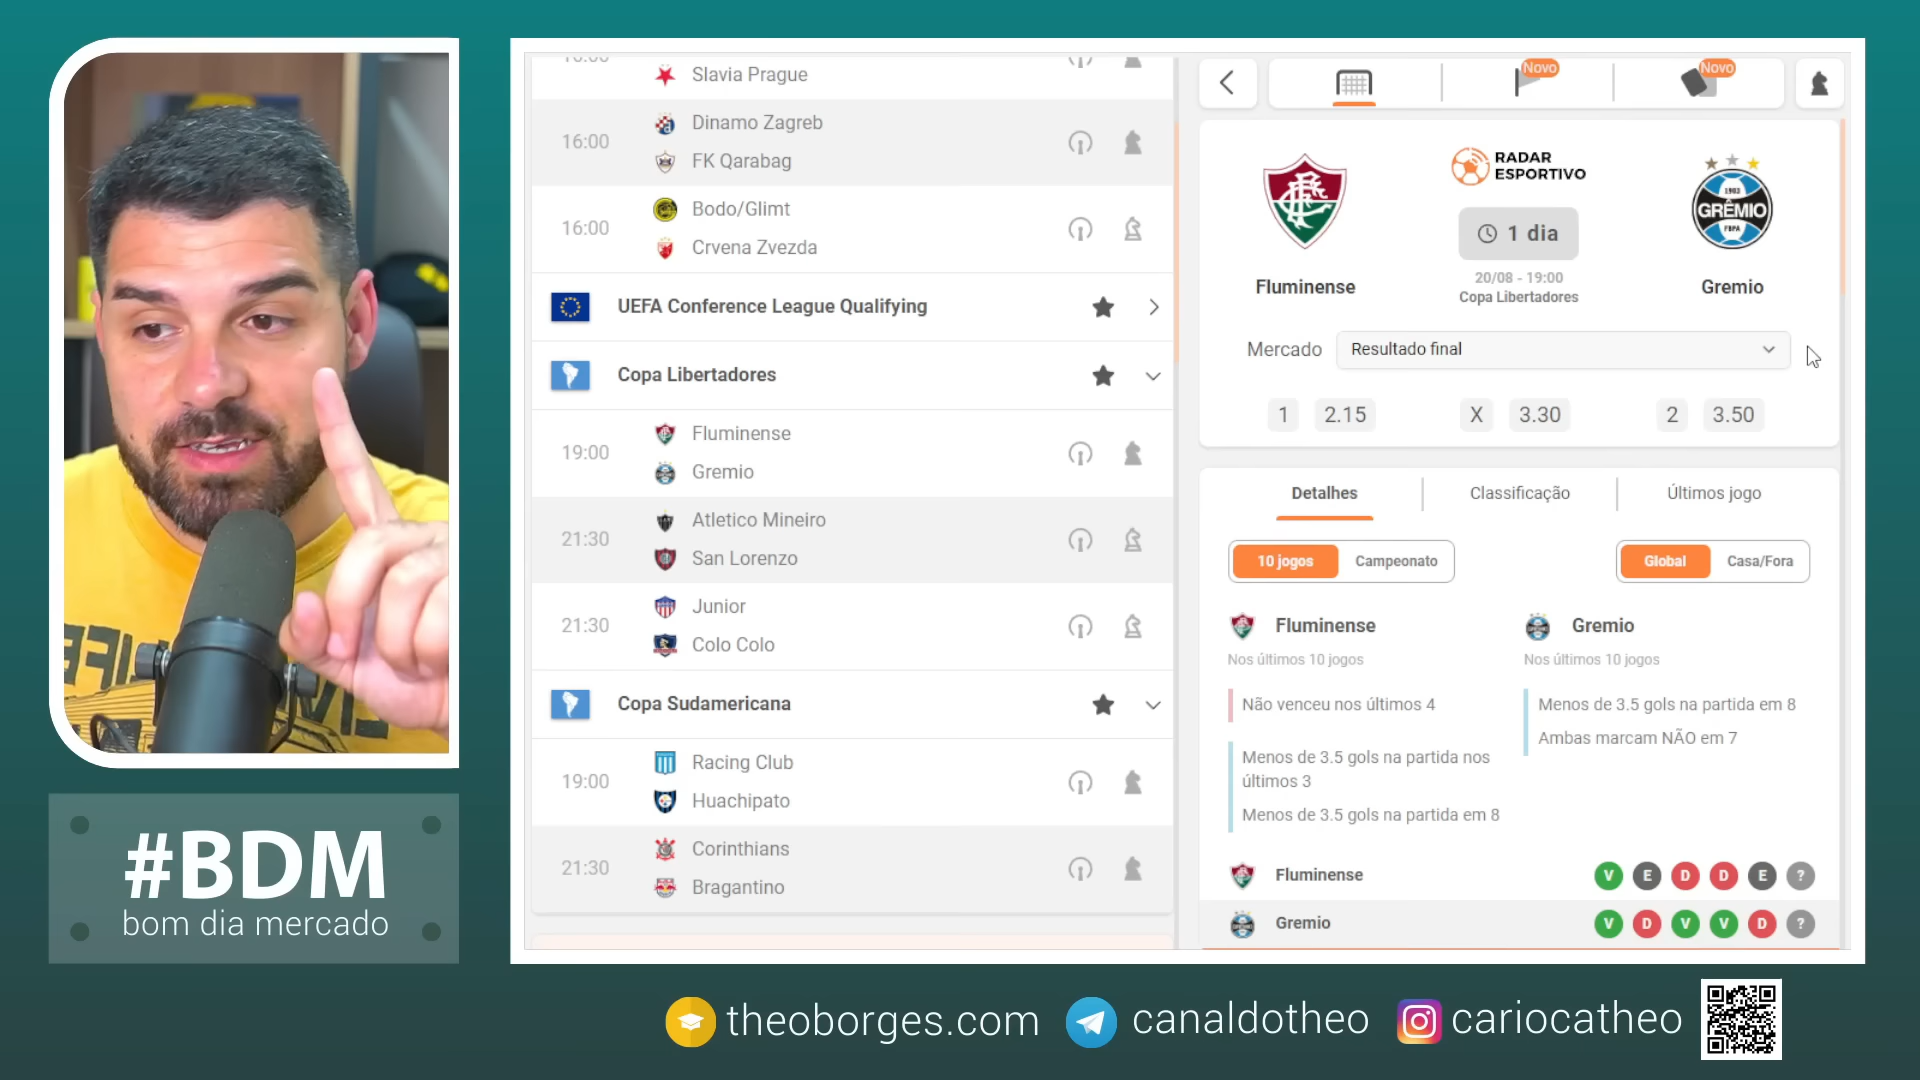 Slavia Prague
16:00
Dinamo Zagreb
FK Qarabag
16:00
Bodo/Glimt
Crvena Zvezda
UEFA Conference League Qualifying
Copa Libertadores
19:00
Fluminense
Gremio
21:30
Atletico Mineiro
San Lorenzo
21:30
Junior
Colo Colo
Copa Sudamericana
19:00
Racing Club
Huachipato
21:30
Corinthians
Bragantino
Novo
Novo
RADAR
ESPORTIVO
1903
GRÊMIO
FBPA
1 dia
20/08 - 19:00
Copa Libertadores
Fluminense
Gremio
Mercado
Resultado final
1 2.15
X 3.30
2 3.50
Detalhes
Classificação
Últimos jogo
10 jogos
Campeonato
Global
Casa/Fora
Fluminense
Nos últimos 10 jogos
Não venceu nos últimos 4
Menos de 3.5 gols na partida nos
últimos 3
Menos de 3.5 gols na partida em 8
Gremio
Nos últimos 10 jogos
Menos de 3.5 gols na partida em 8
Ambas marcam NÃO em 7
Fluminense V E D D E ?
Gremio V D V V D ?
#BDM
bom dia mercado
theoborges.com
canaldotheo
cariocatheo